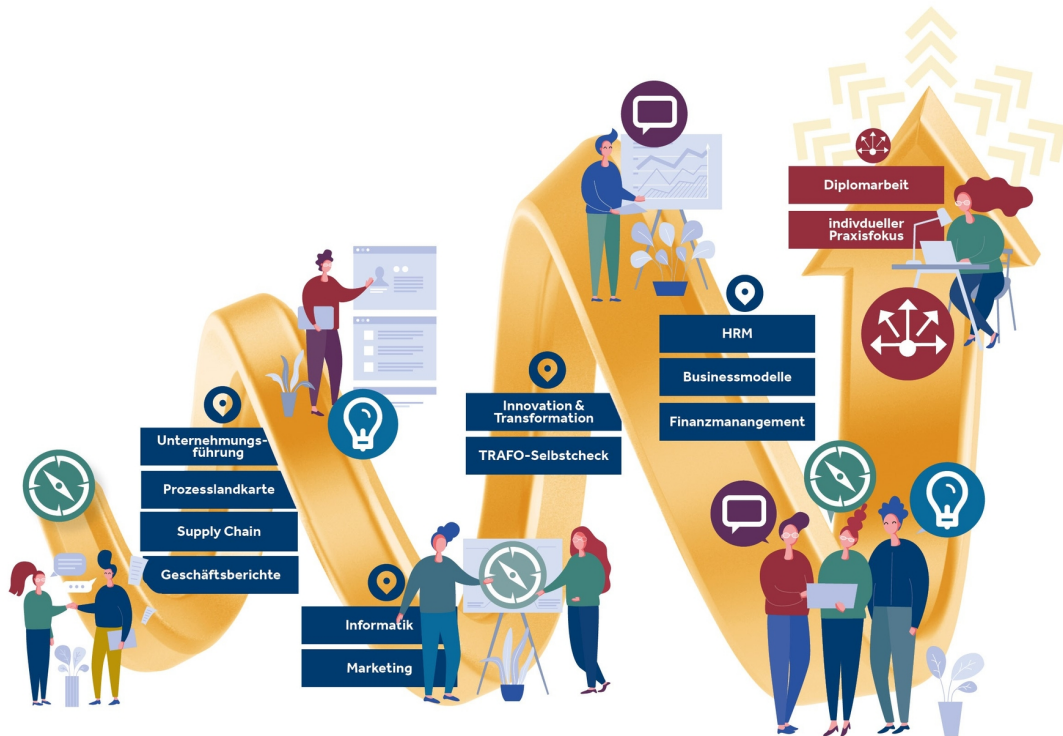 Unternehmungs-
führung
Prozesslandkarte
Supply Chain
Geschäftsberichte
Informatik
Marketing
Innovation &
Transformation
TRAFO-Selbstcheck
HRM
Businessmodelle
Finanzmanangement
Diplomarbeit
indivdueller
Praxisfokus